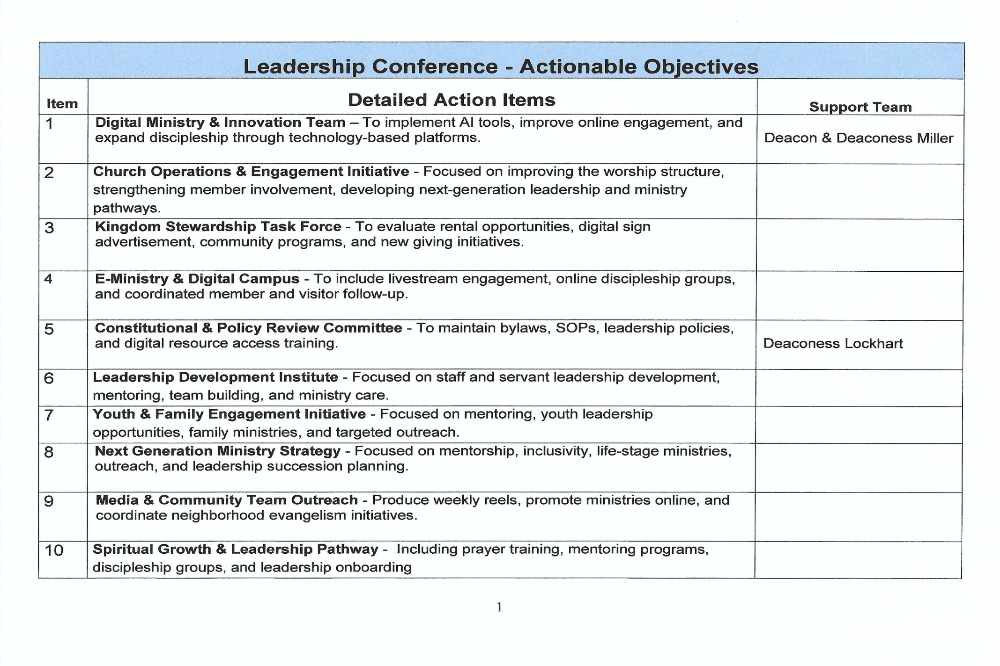 Leadership Conference - Actionable Objectives
Item
Detailed Action Items
Support Team
1
Digital Ministry & Innovation Team – To implement AI tools, improve online engagement, and
expand discipleship through technology-based platforms.
Deacon & Deaconess Miller
2
Church Operations & Engagement Initiative - Focused on improving the worship structure,
strengthening member involvement, developing next-generation leadership and ministry
pathways.
3
Kingdom Stewardship Task Force - To evaluate rental opportunities, digital sign
advertisement, community programs, and new giving initiatives.
4
E-Ministry & Digital Campus - To include livestream engagement, online discipleship groups,
and coordinated member and visitor follow-up.
5
Constitutional & Policy Review Committee - To maintain bylaws, SOPs, leadership policies,
and digital resource access training.
Deaconess Lockhart
6
Leadership Development Institute - Focused on staff and servant leadership development,
mentoring, team building, and ministry care.
7
Youth & Family Engagement Initiative - Focused on mentoring, youth leadership
opportunities, family ministries, and targeted outreach.
8
Next Generation Ministry Strategy - Focused on mentorship, inclusivity, life-stage ministries,
outreach, and leadership succession planning.
9
Media & Community Team Outreach - Produce weekly reels, promote ministries online, and
coordinate neighborhood evangelism initiatives.
10
Spiritual Growth & Leadership Pathway -  Including prayer training, mentoring programs,
discipleship groups, and leadership onboarding
1